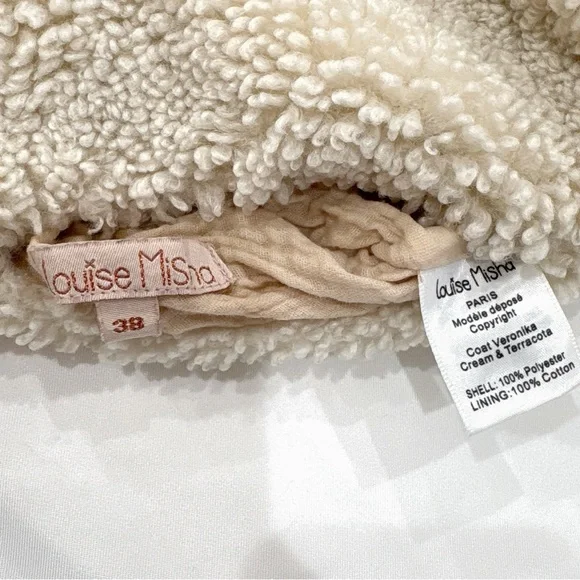 Louise Misha
38
Louise Misha
PARIS
Modèle déposé
Copyright
Coat Veronika
Cream & Terracota
SHELL: 100% Polyester
LINING: 100% Cotton